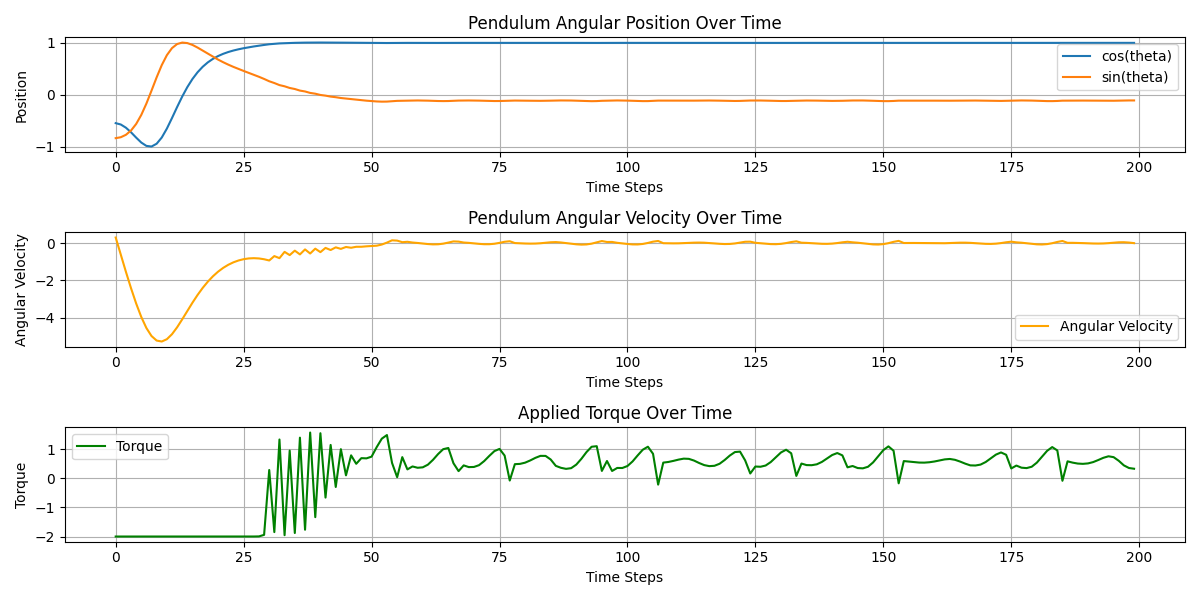 Pendulum Angular Position Over Time
1
0
−1
Position
cos(theta)
sin(theta)
0 25 50 75 100 125 150 175 200
Time Steps
Pendulum Angular Velocity Over Time
0
−2
−4
Angular Velocity
Angular Velocity
0 25 50 75 100 125 150 175 200
Time Steps
Applied Torque Over Time
1
0
−1
−2
Torque
Torque
0 25 50 75 100 125 150 175 200
Time Steps